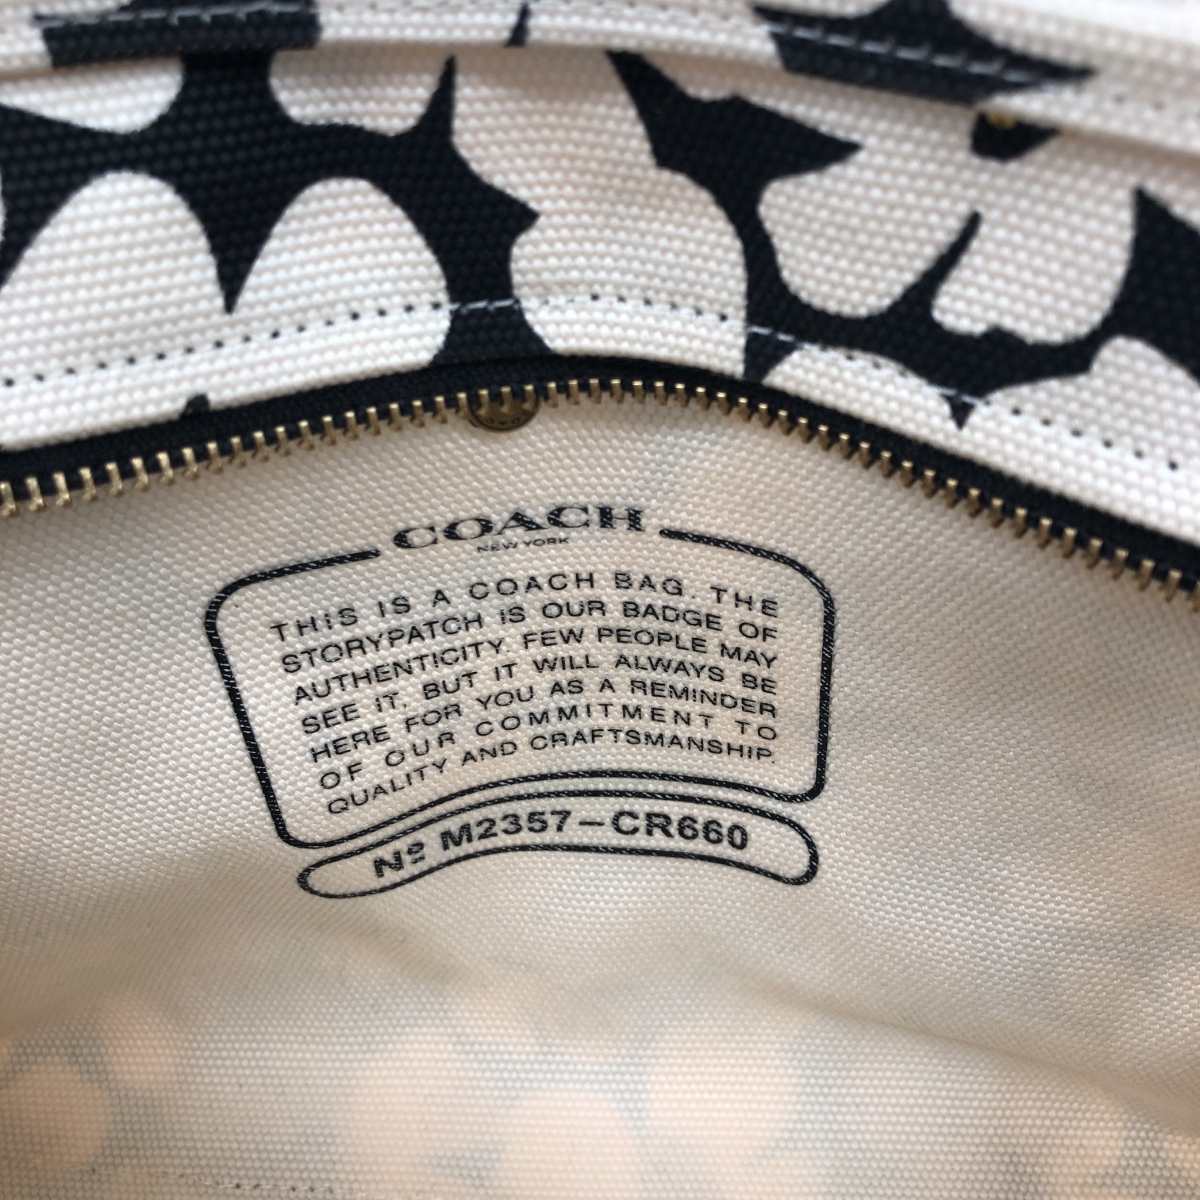 COACH
NEW YORK
THIS IS A COACH BAG. THE
STORYPATCH IS OUR BADGE OF
AUTHENTICITY. FEW PEOPLE MAY
SEE IT. BUT IT WILL ALWAYS BE
HERE FOR YOU AS A REMINDER
OF OUR COMMITMENT TO
QUALITY AND CRAFTSMANSHIP.
Nº M2357-CR660